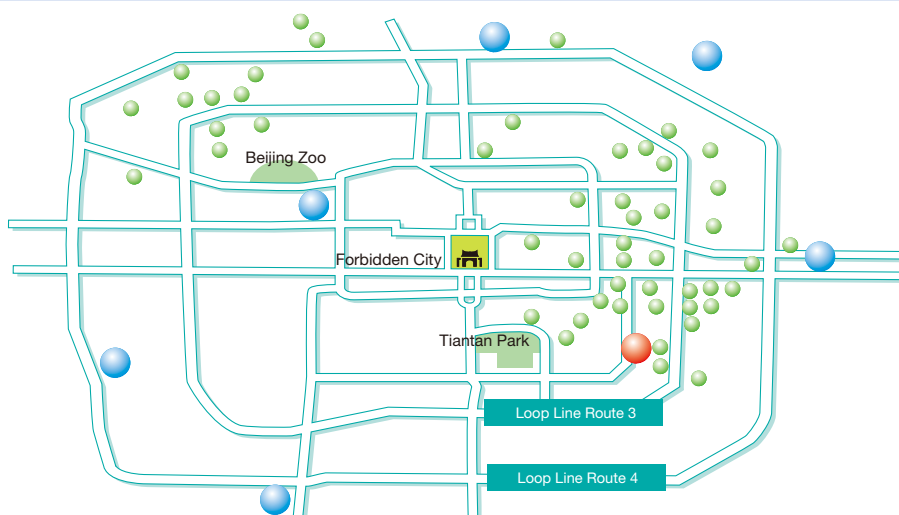 Beijing Zoo
Forbidden City
Tiantan Park
Loop Line Route 3
Loop Line Route 4